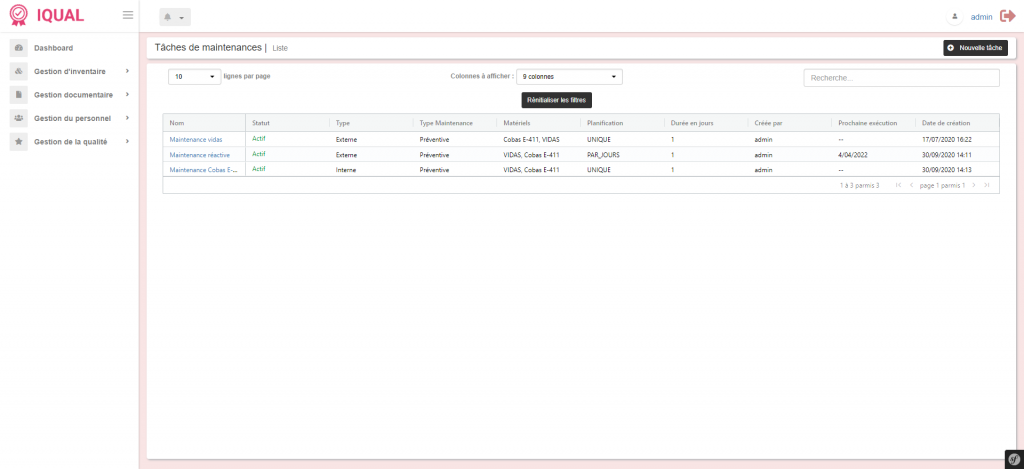 IQUAL
admin
Dashboard
Gestion d'inventaire
Gestion documentaire
Gestion du personnel
Gestion de la qualité
Tâches de maintenances | Liste
Nouvelle tâche
10 lignes par page
Colonnes à afficher : 9 colonnes
Recherche...
Réinitialiser les filtres
Nom Statut Type Type Maintenance Matériels Planification Durée en jours Créée par Prochaine exécution Date de création
Maintenance vidas Actif Externe Préventive Cobas E-411, VIDAS UNIQUE 1 admin -- 17/07/2020 16:22
Maintenance réactive Actif Externe Préventive VIDAS, Cobas E-411 PAR_JOURS 1 admin 4/04/2022 30/09/2020 14:11
Maintenance Cobas E-... Actif Interne Préventive VIDAS, Cobas E-411 UNIQUE 1 admin -- 30/09/2020 14:13
1 à 3 parmis 3 page 1 parmis 1